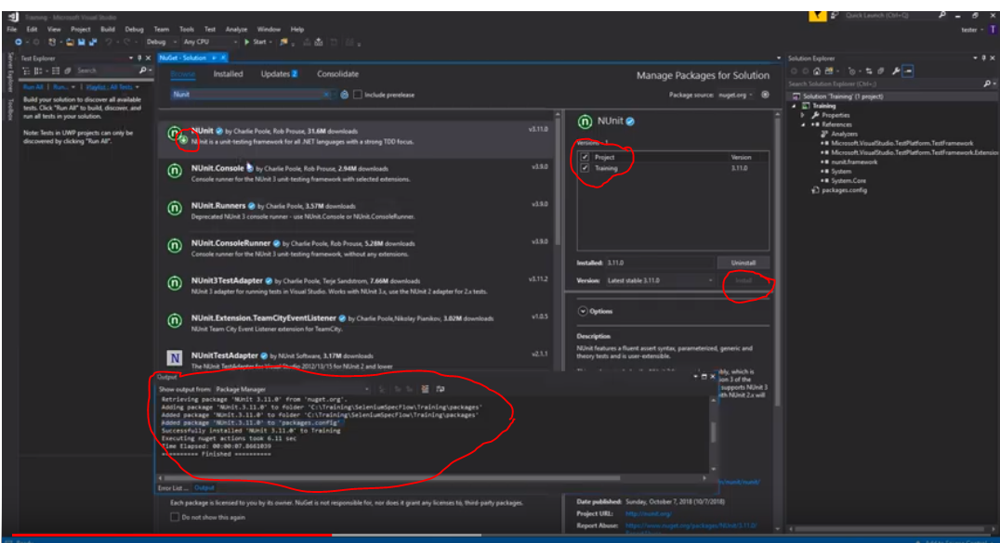 Training - Microsoft Visual Studio
Quick Launch (Ctrl+Q)
File Edit View Project Build Debug Team Tools Test Analyze Window Help
tester
T
Debug Any CPU Start
Server Explorer
Toolbox
Test Explorer
Search
Run All | Run... | Playlist : All Tests
Build your solution to discover all available
tests. Click "Run All" to build, discover, and
run all tests in your solution.
Note: Tests in UWP projects can only be
discovered by clicking "Run All".
NuGet - Solution
Browse Installed Updates 2 Consolidate
Manage Packages for Solution
Nunit
Include prerelease
Package source: nuget.org
NUnit by Charlie Poole, Rob Prouse, 31.6M downloads v3.11.0
NUnit is a unit-testing framework for all .NET languages with a strong TDD focus.
NUnit.Console by Charlie Poole, Rob Prouse, 2.94M downloads v3.9.0
Console runner for the NUnit 3 unit-testing framework with selected extensions.
NUnit.Runners by Charlie Poole, 3.57M downloads v3.9.0
Deprecated NUnit 3 console runner - use NUnit.Console or NUnit.ConsoleRunner.
NUnit.ConsoleRunner by Charlie Poole, Rob Prouse, 5.28M downloads v3.9.0
Console runner for the NUnit 3 unit-testing framework, without any extensions.
NUnit3TestAdapter by Charlie Poole, Terje Sandstrom, 7.66M downloads v3.11.2
NUnit 3 adapter for running tests in Visual Studio. Works with NUnit 3.x, use the NUnit 2 adapter for 2.x tests.
NUnit.Extension.TeamCityEventListener by Charlie Poole,Nikolay Pianikov, 3.02M downloads v1.0.5
NUnit Team City Event Listener extension for TeamCity.
N
NUnitTestAdapter by NUnit Software, 3.17M downloads v2.1.1
The NUnit TestAdapter for Visual Studio 2012/13/15 for NUnit 2 and lower
NUnit
Versions - 1
Project Version
Training 3.11.0
Installed: 3.11.0 Uninstall
Version: Latest stable 3.11.0 Install
Options
Description
NUnit features a fluent assert syntax, parameterized, generic and
theory tests and is user-extensible.
Output
Show output from: Package Manager
Retrieving package 'NUnit 3.11.0' from 'nuget.org'.
Adding package 'NUnit.3.11.0' to folder 'C:\Training\SeleniumSpecFlow\Training\packages'
Added package 'NUnit.3.11.0' to folder 'C:\Training\SeleniumSpecFlow\Training\packages'
Added package 'NUnit.3.11.0' to 'packages.config'
Successfully installed 'NUnit 3.11.0' to Training
Executing nuget actions took 6.11 sec
Time Elapsed: 00:00:07.8661039
========== Finished ==========
Error List ... Output
Each package is licensed to you by its owner. NuGet is not responsible for, nor does it grant any licenses to, third-party packages.
Do not show this again
Date published: Sunday, October 7, 2018 (10/7/2018)
Project URL: http://nunit.org/
Report Abuse: https://www.nuget.org/packages/NUnit/3.11.0/
Solution Explorer
Search Solution Explorer (Ctrl+;)
Solution 'Training' (1 project)
Training
Properties
References
Analyzers
Microsoft.VisualStudio.TestPlatform.TestFramework
Microsoft.VisualStudio.TestPlatform.TestFramework.Extensio
nunit.framework
System
System.Core
packages.config
Ready
Add to Source Control